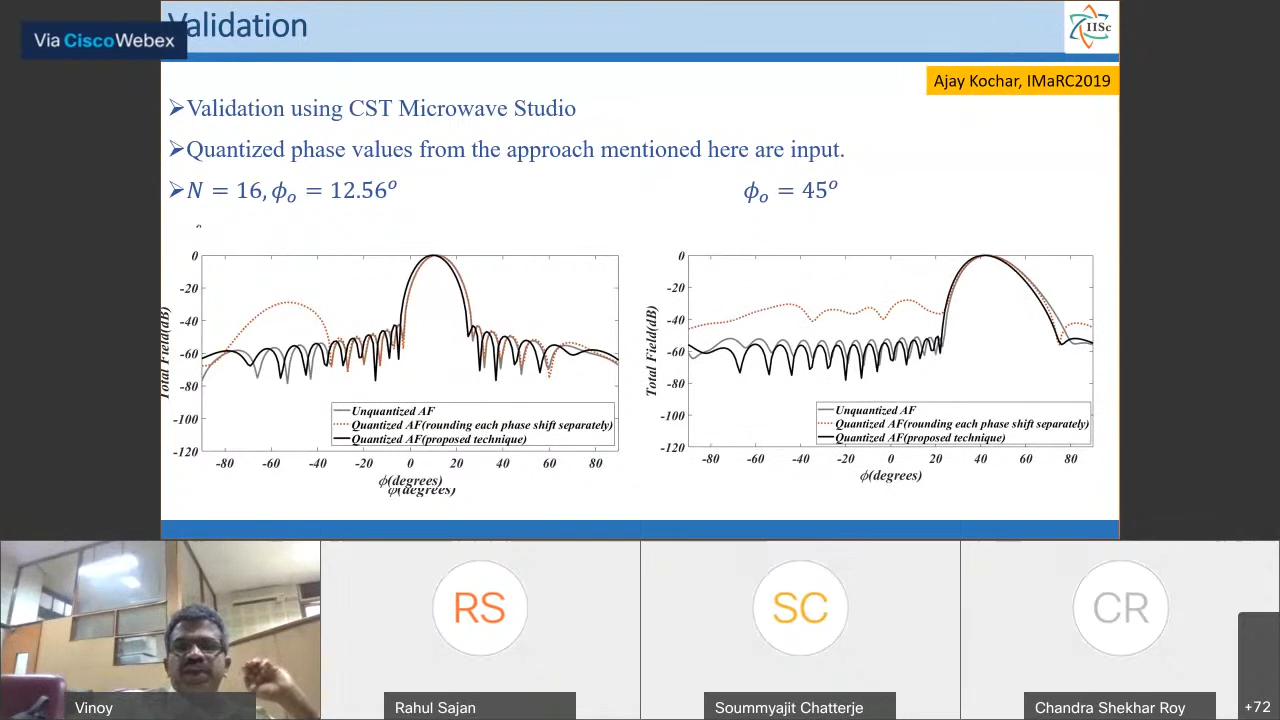 Validation
Via CiscoWebex
IISc
Ajay Kochar, IMaRC2019
➢Validation using CST Microwave Studio
➢Quantized phase values from the approach mentioned here are input.
➢N = 16, ϕo = 12.56o
ϕo = 45o
0
-20
-40
-60
-80
-100
-120
Total Field(dB)
Unquantized AF
Quantized AF(rounding each phase shift separately)
Quantized AF(proposed technique)
-80 -60 -40 -20 0 20 40 60 80
ϕ(degrees)
φ(degrees)
0
-20
-40
-60
-80
-100
-120
Total Field(dB)
Unquantized AF
Quantized AF(rounding each phase shift separately)
Quantized AF(proposed technique)
-80 -60 -40 -20 0 20 40 60 80
ϕ(degrees)
RS
SC
CR
Vinoy
Rahul Sajan
Soummyajit Chatterje
Chandra Shekhar Roy
+72